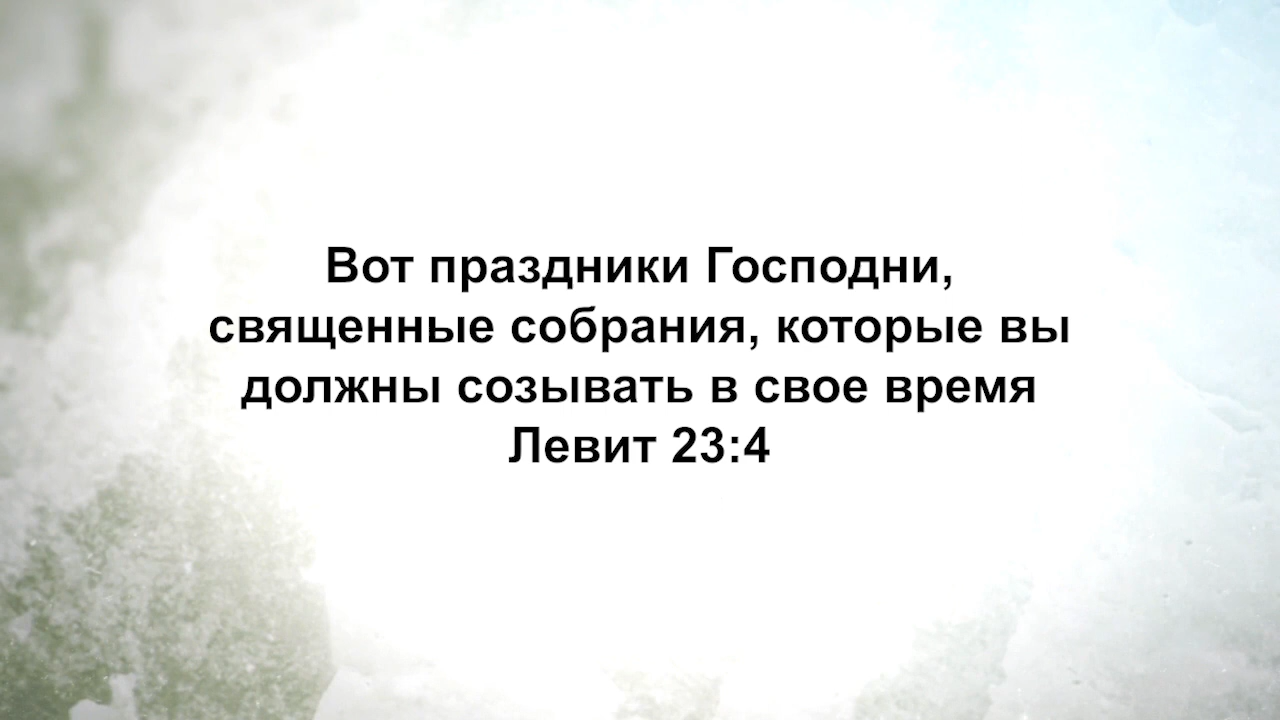 Вот праздники Господни,
священные собрания, которые вы
должны созывать в свое время
Левит 23:4